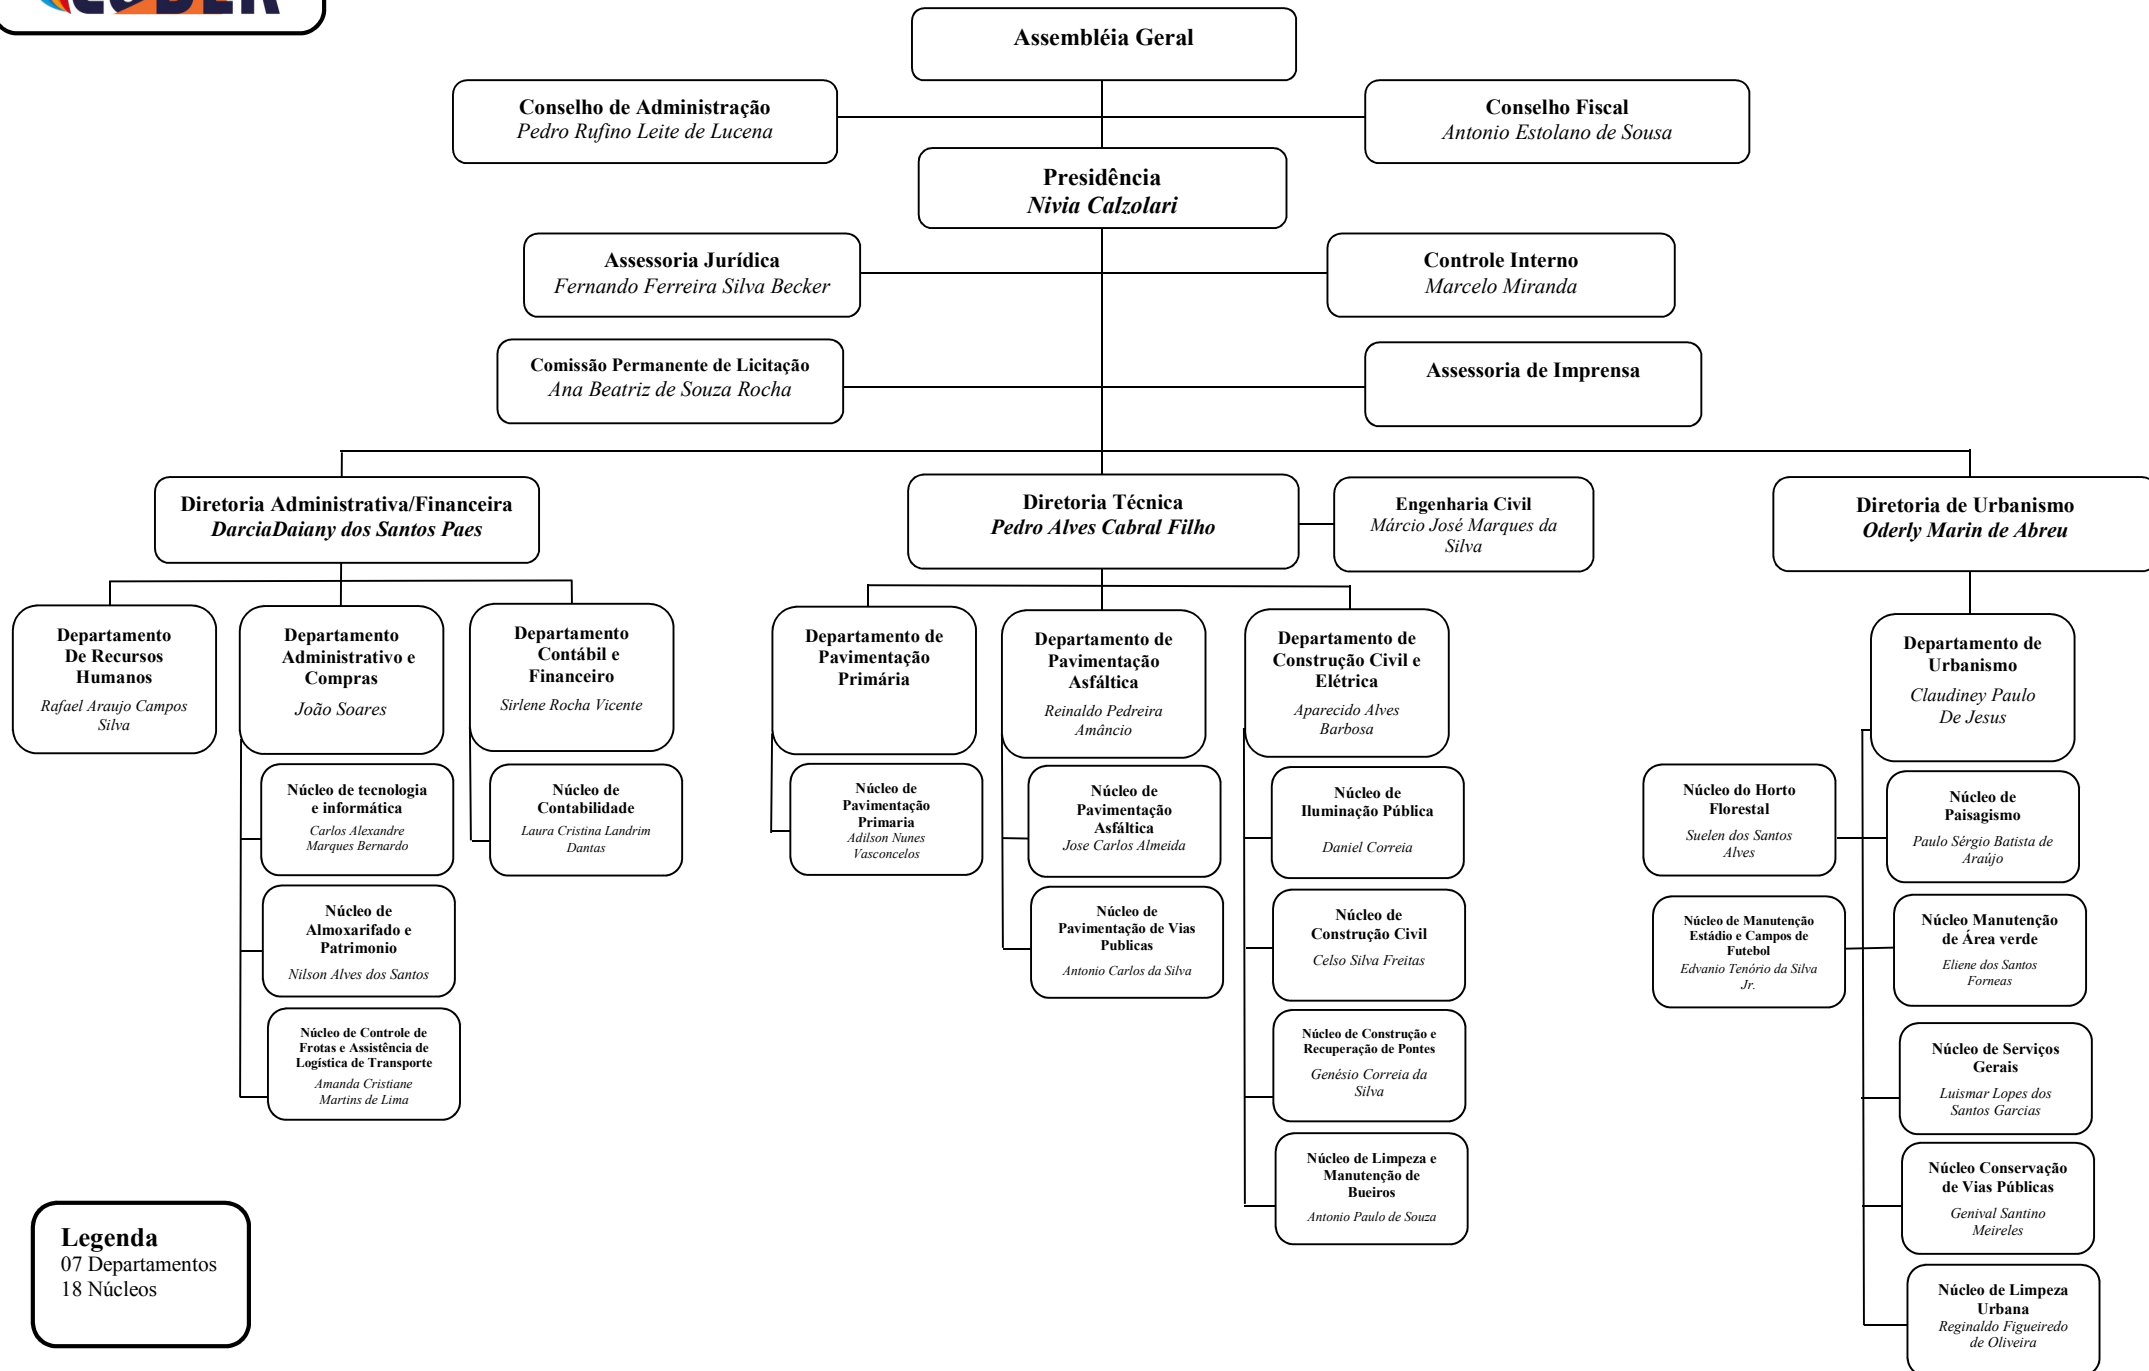 CODER
Assembléia Geral
Conselho de Administração
Pedro Rufino Leite de Lucena
Conselho Fiscal
Antonio Estolano de Sousa
Presidência
Nivia Calzolari
Assessoria Jurídica
Fernando Ferreira Silva Becker
Controle Interno
Marcelo Miranda
Comissão Permanente de Licitação
Ana Beatriz de Souza Rocha
Assessoria de Imprensa
Diretoria Administrativa/Financeira
DarciaDaiany dos Santos Paes
Diretoria Técnica
Pedro Alves Cabral Filho
Engenharia Civil
Márcio José Marques da
Silva
Diretoria de Urbanismo
Oderly Marin de Abreu
Departamento
De Recursos
Humanos
Rafael Araujo Campos
Silva
Departamento
Administrativo e
Compras
João Soares
Departamento
Contábil e
Financeiro
Sirlene Rocha Vicente
Departamento de
Pavimentação
Primária
Departamento de
Pavimentação
Asfáltica
Reinaldo Pedreira
Amâncio
Departamento de
Construção Civil e
Elétrica
Aparecido Alves
Barbosa
Departamento de
Urbanismo
Claudiney Paulo
De Jesus
Núcleo de tecnologia
e informática
Carlos Alexandre
Marques Bernardo
Núcleo de
Contabilidade
Laura Cristina Landrim
Dantas
Núcleo de
Pavimentação
Primaria
Adilson Nunes
Vasconcelos
Núcleo de
Pavimentação
Asfáltica
Jose Carlos Almeida
Núcleo de
Iluminação Pública
Daniel Correia
Núcleo do Horto
Florestal
Suelen dos Santos
Alves
Núcleo de
Paisagismo
Paulo Sérgio Batista de
Araújo
Núcleo de
Almoxarifado e
Patrimonio
Nilson Alves dos Santos
Núcleo de
Pavimentação de Vias
Publicas
Antonio Carlos da Silva
Núcleo de
Construção Civil
Celso Silva Freitas
Núcleo de Manutenção
Estádio e Campos de
Futebol
Edvanio Tenório da Silva
Jr.
Núcleo Manutenção
de Área verde
Eliene dos Santos
Forneas
Núcleo de Controle de
Frotas e Assistência de
Logística de Transporte
Amanda Cristiane
Martins de Lima
Núcleo de Construção e
Recuperação de Pontes
Genésio Correia da
Silva
Núcleo de Serviços
Gerais
Luismar Lopes dos
Santos Garcias
Núcleo de Limpeza e
Manutenção de
Bueiros
Antonio Paulo de Souza
Núcleo Conservação
de Vias Públicas
Genival Santino
Meireles
Núcleo de Limpeza
Urbana
Reginaldo Figueiredo
de Oliveira
Legenda
07 Departamentos
18 Núcleos